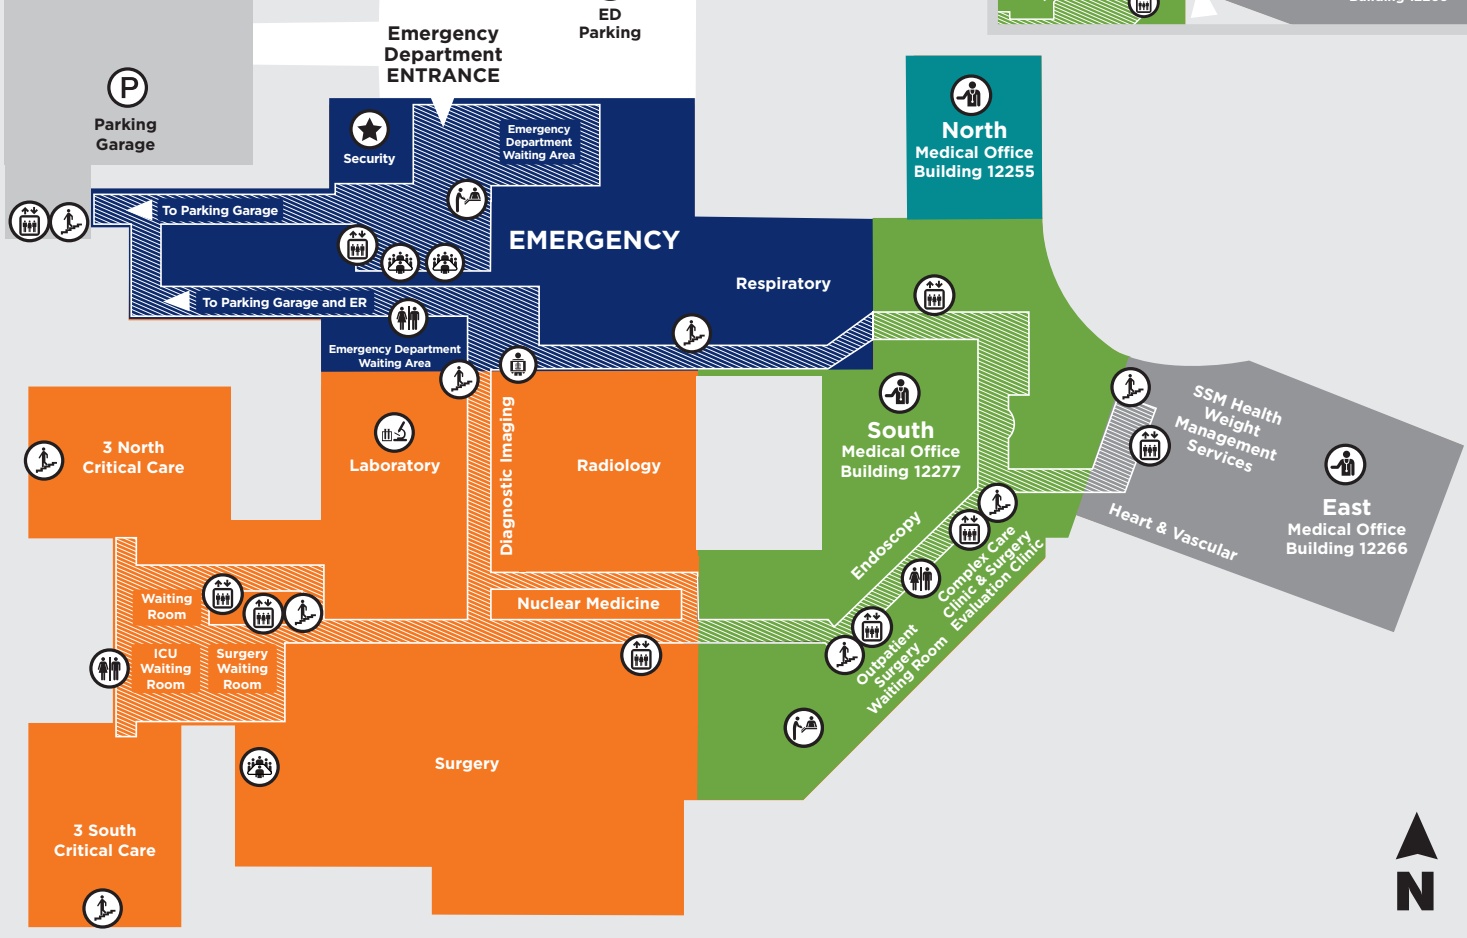 ED
Parking
Emergency
Department
ENTRANCE
P
Parking
Garage
Security
Emergency
Department
Waiting Area
North
Medical Office
Building 12255
To Parking Garage
EMERGENCY
Respiratory
To Parking Garage and ER
Emergency Department
Waiting Area
3 North
Critical Care
Laboratory
Diagnostic Imaging
Radiology
South
Medical Office
Building 12277
SSM Health
Weight
Management
Services
East
Medical Office
Building 12266
Heart & Vascular
Endoscopy
Complex Care
Clinic & Surgery
Evaluation Clinic
Waiting
Room
Nuclear Medicine
ICU
Waiting
Room
Surgery
Waiting
Room
Outpatient
Surgery
Waiting Room
Surgery
3 South
Critical Care
N